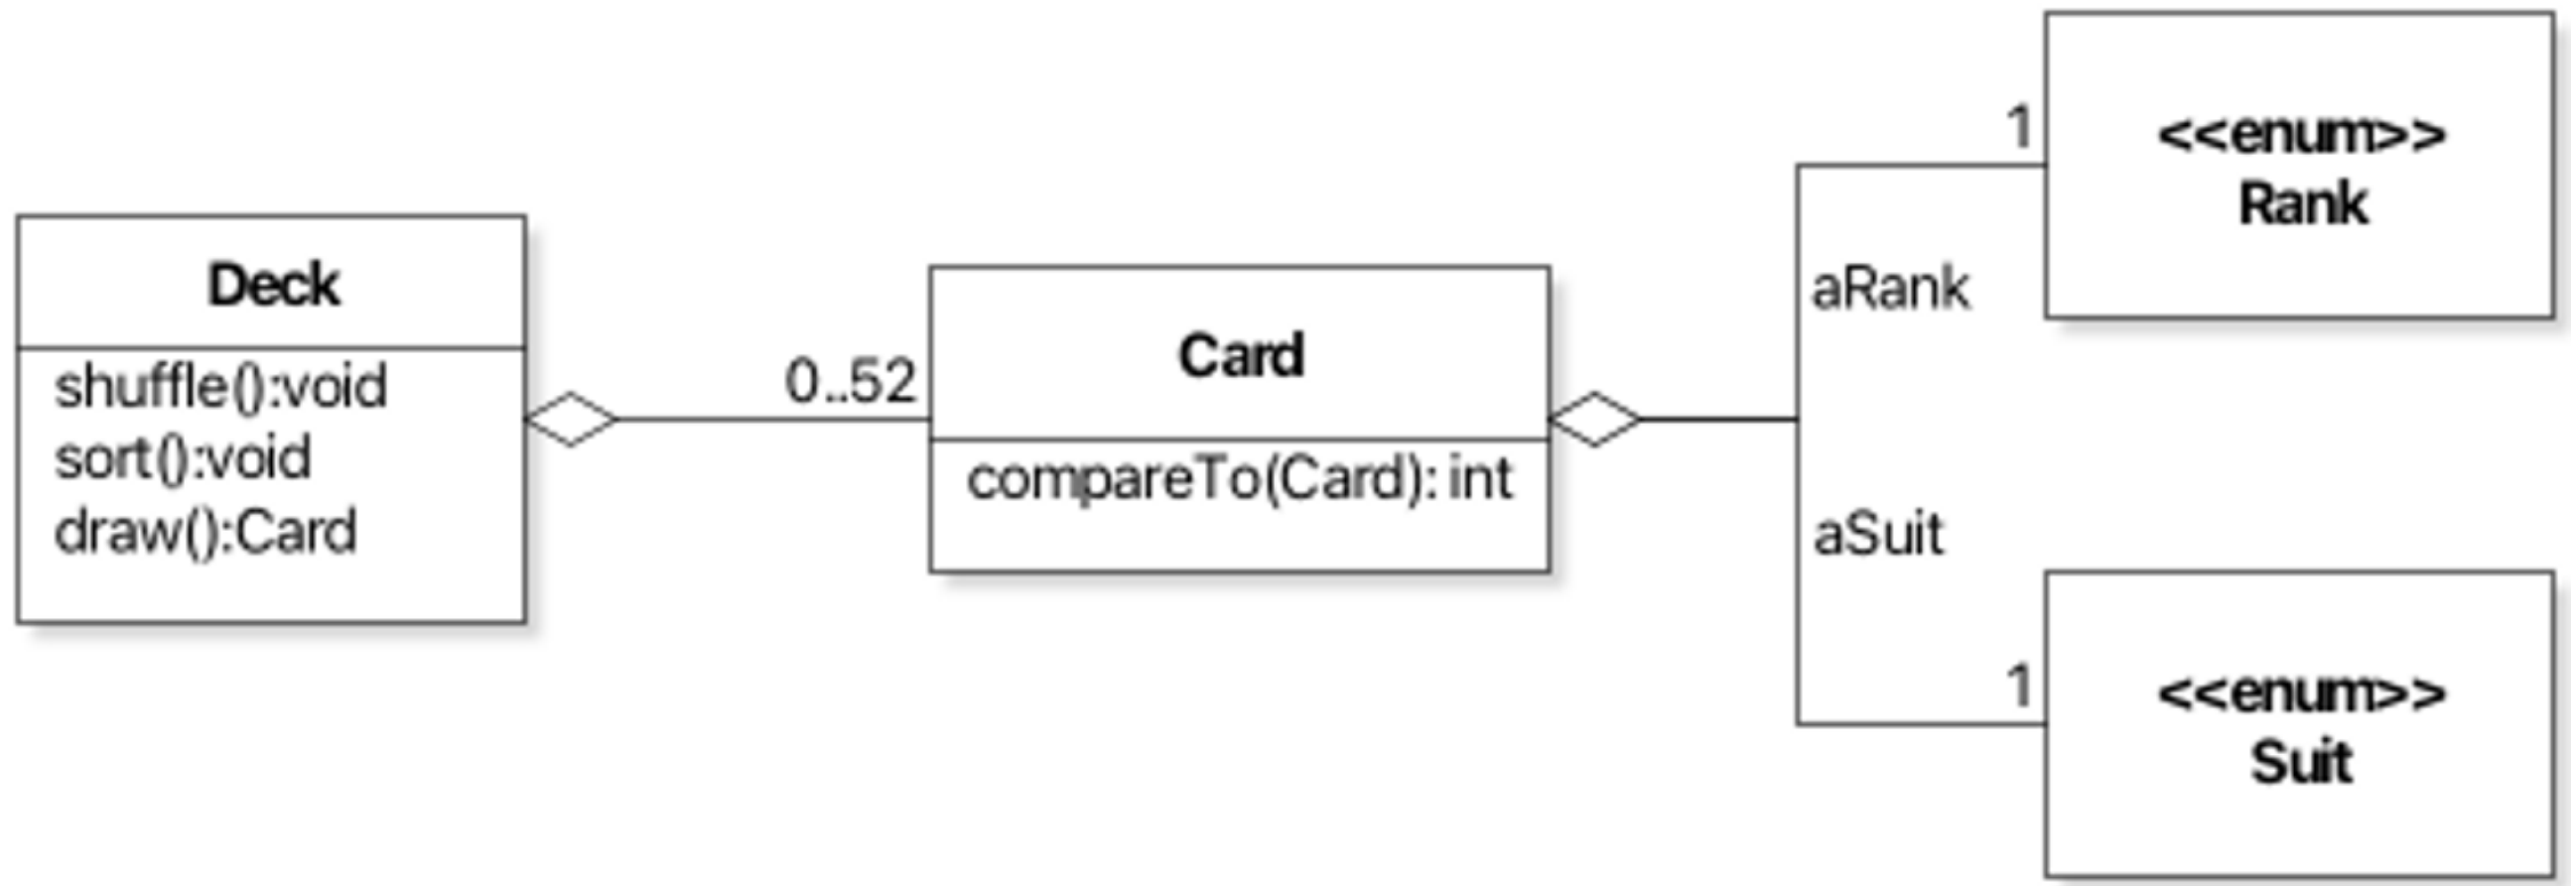 Deck
shuffle():void
sort():void
draw():Card
0..52
Card
compareTo(Card): int
aRank
aSuit
1
<<enum>>
Rank
1
<<enum>>
Suit